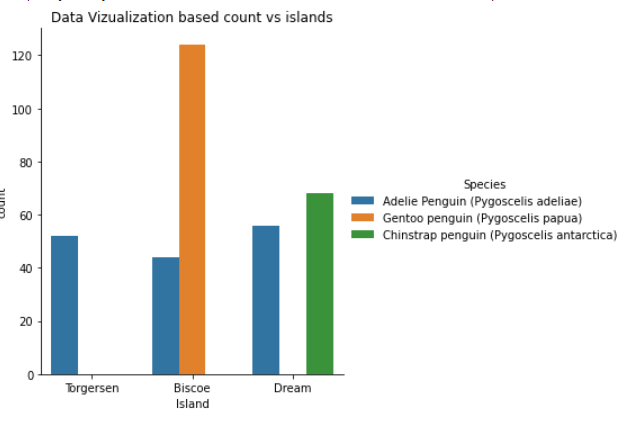 Data Vizualization based count vs islands
120
100
80
60
40
20
0
count
Torgersen
Biscoe
Dream
Island
Species
Adelie Penguin (Pygoscelis adeliae)
Gentoo penguin (Pygoscelis papua)
Chinstrap penguin (Pygoscelis antarctica)